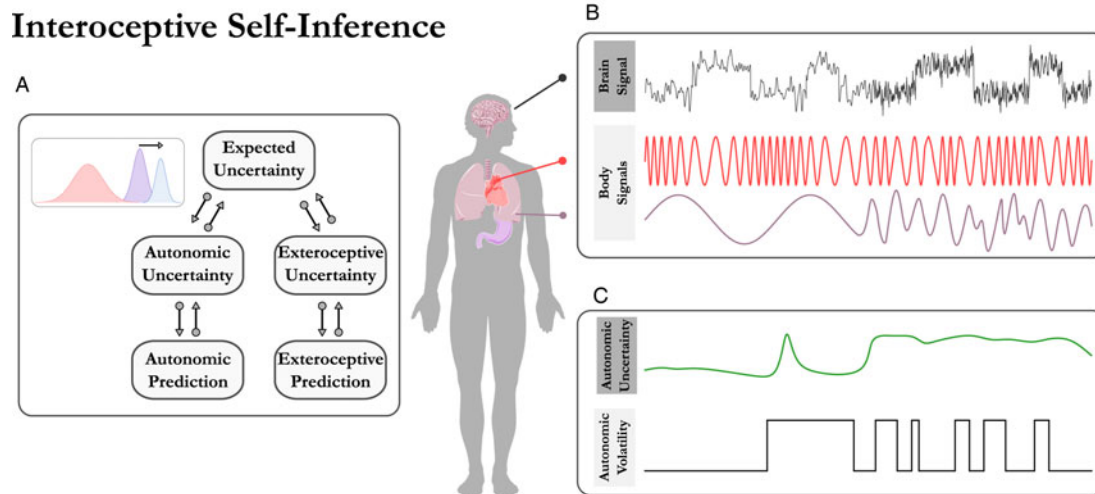 Interoceptive Self-Inference
A
Expected
Uncertainty
Autonomic
Uncertainty
Exteroceptive
Uncertainty
Autonomic
Prediction
Exteroceptive
Prediction
B
Brain
Signal
Body
Signals
C
Autonomic
Uncertainty
Autonomic
Volatility